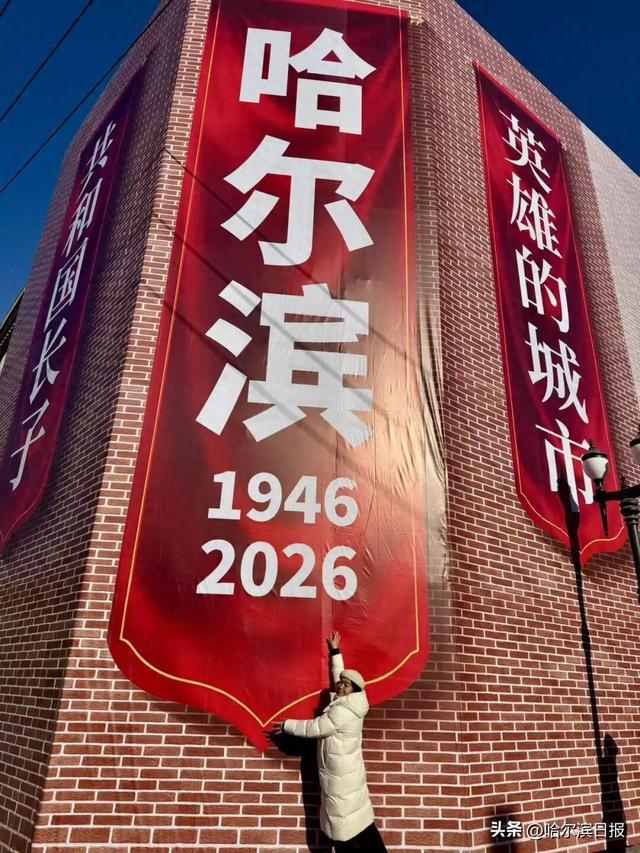 共和国长子
哈尔滨
1946
2026
英雄的城市
头条 @哈尔滨日报